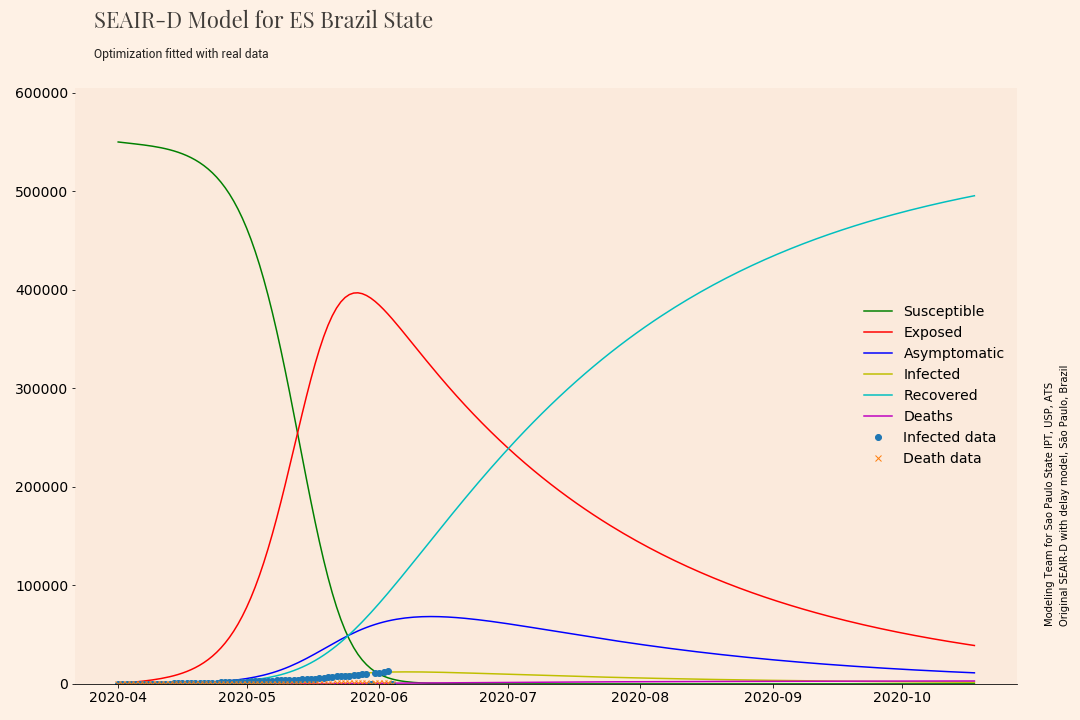 SEAIR-D Model for ES Brazil State
Optimization fitted with real data
600000
500000
400000
300000
200000
100000
0
2020-04
2020-05
2020-06
2020-07
2020-08
2020-09
2020-10
Susceptible
Exposed
Asymptomatic
Infected
Recovered
Deaths
Infected data
Death data
Modeling Team for Sao Paulo State IPT, USP, ATS
Original SEAIR-D with delay model, São Paulo, Brazil